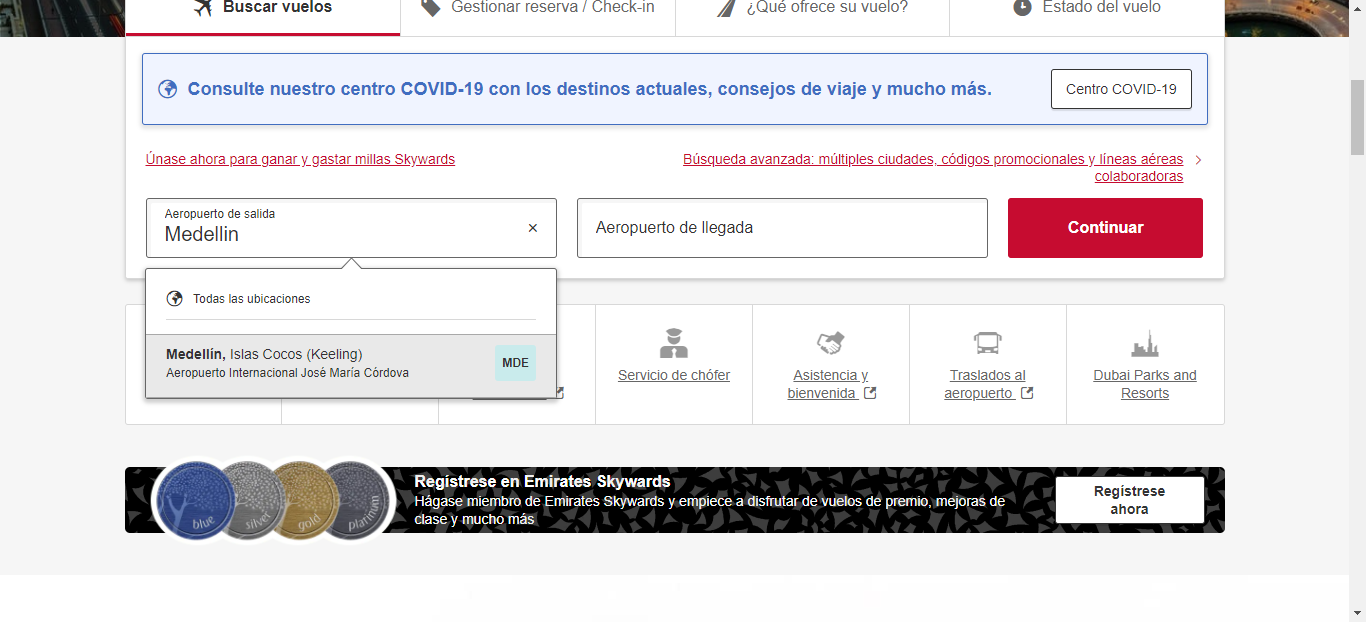 Buscar vuelos
Gestionar reserva / Check-in
¿Qué ofrece su vuelo?
Estado del vuelo
Consulte nuestro centro COVID-19 con los destinos actuales, consejos de viaje y mucho más.
Centro COVID-19
Únase ahora para ganar y gastar millas Skywards
Búsqueda avanzada: múltiples ciudades, códigos promocionales y líneas aéreas
colaboradoras
Aeropuerto de salida
Medellin
×
Aeropuerto de llegada
Continuar
Todas las ubicaciones
Medellín, Islas Cocos (Keeling)
Aeropuerto Internacional José María Córdova
MDE
Servicio de chófer
Asistencia y
bienvenida
Traslados al
aeropuerto
Dubai Parks and
Resorts
blue
silver
gold
platinum
Regístrese en Emirates Skywards
Hágase miembro de Emirates Skywards y empiece a disfrutar de vuelos de premio, mejoras de
clase y mucho más
Regístrese
ahora